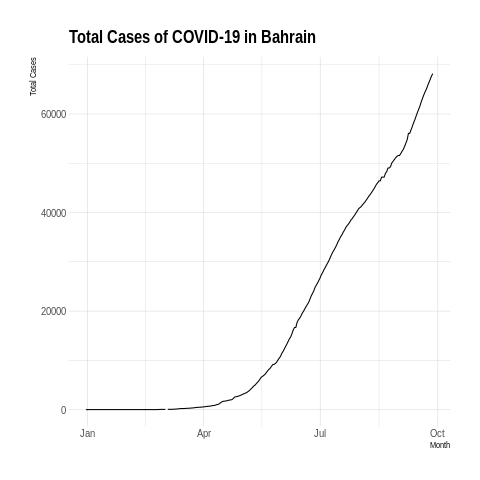 Total Cases of COVID-19 in Bahrain
Total Cases
60000
40000
20000
0
Jan Apr Jul Oct
Month